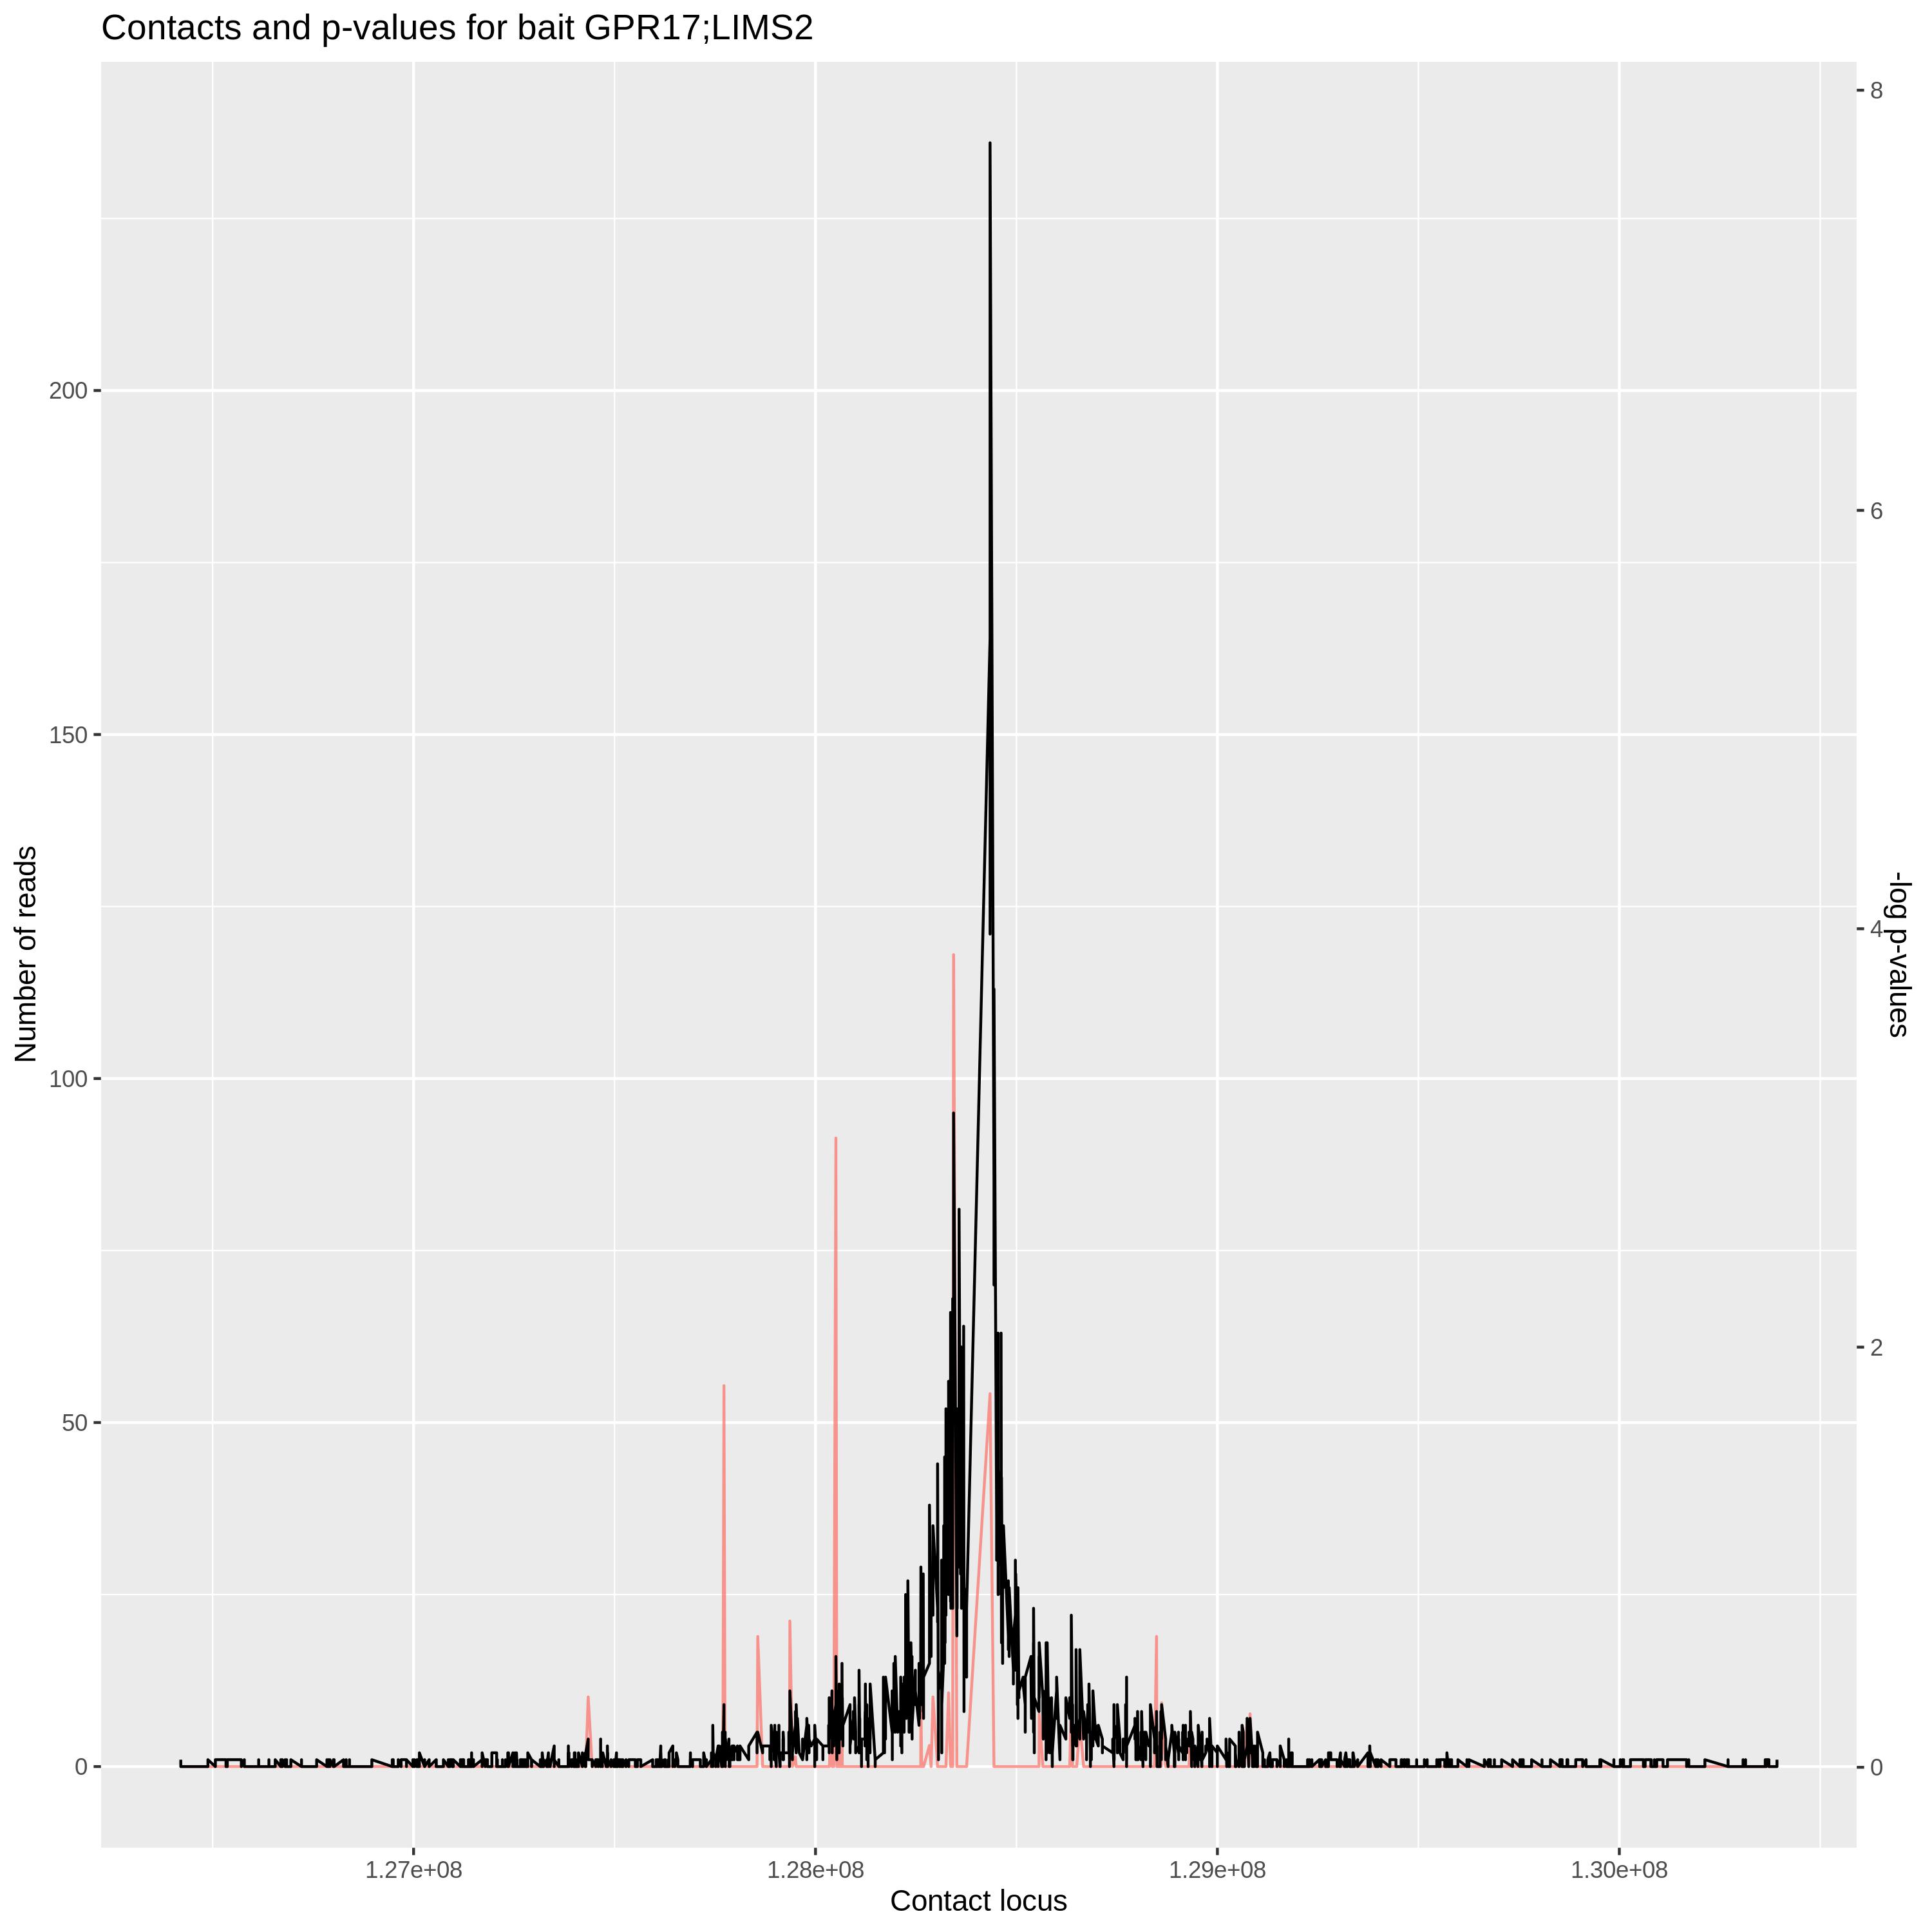 Contacts and p-values for bait GPR17;LIMS2
Number of reads
200
150
100
50
0
8
6
4
2
0
-log p-values
1.27e+08
1.28e+08
1.29e+08
1.30e+08
Contact locus